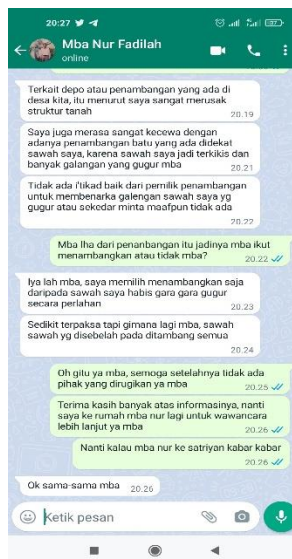 20:27
Mba Nur Fadilah
online
Terkait depo atau penambangan yang ada di
desa kita, itu menurut saya sangat merusak
struktur tanah
20.19
Saya juga merasa sangat kecewa dengan
adanya penambangan batu yang ada didekat
sawah saya, karena sawah saya jadi terkikis dan
banyak galangan yang gugur mba
20.21
Tidak ada i'tikad baik dari pemilik penambangan
untuk membenarka galengan sawah saya yg
gugur atau sekedar minta maafpun tidak ada
20.22
Mba lha dari penanbangan itu jadinya mba ikut
menambangkan atau tidak mba?
20.22
Iya lah mba, saya memilih menambangkan saja
daripada sawah saya habis gara gara gugur
secara perlahan
20.23
Sedikit terpaksa tapi gimana lagi mba, sawah
sawah yg disebelah pada ditambang semua
20.24
Oh gitu ya mba, semoga setelahnya tidak ada
pihak yang dirugikan ya mba
20.25
Terima kasih banyak atas informasinya, nanti
saya ke rumah mba nur lagi untuk wawancara
lebih lanjut ya mba
20.26
Nanti kalau mba nur ke satriyan kabar kabar
20.26
Ok sama-sama mba
20.26
Ketik pesan